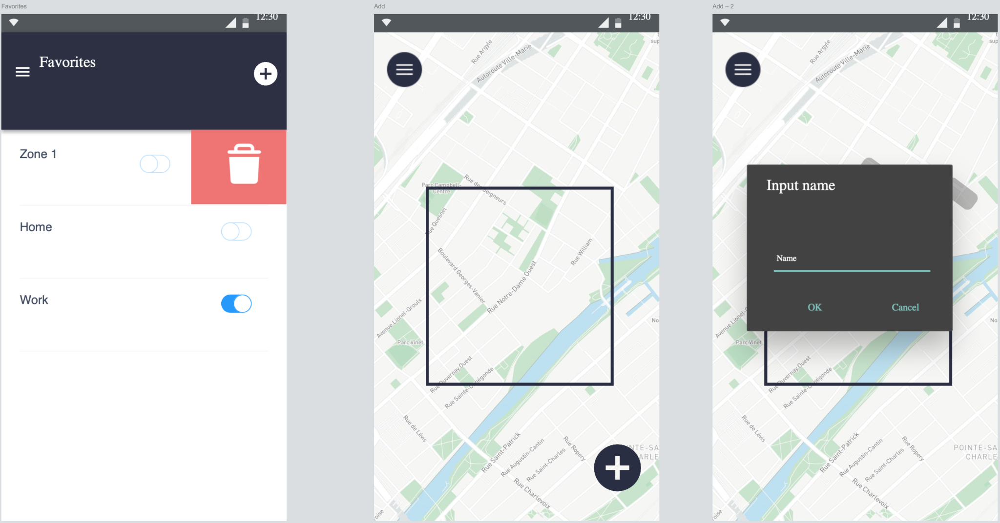 Favorites
12:30
Favorites
Zone 1
Home
Work
Add
12:30
sup
Rue Argyle
Autoroute Ville-Marie
Parc Campbell-
Centre
Rue des Seigneurs
Rue Quesnel
Boulevard Georges-Vanier
Rue William
Rue Notre-Dame Ouest
Avenue Lionel-Groulx
Parc Vinet
No
Rue Duvernay Ouest
Rue Sainte-Cunégonde
Rue de Lévis
Rue Saint-Patrick
Rue Augustin-Cantin
Rue Saint-Charles
Rue Ropery
Rue Charlevoix
INTE-SA
ARLE
oise
Add – 2
12:30
sup
Rue Argyle
Autoroute Ville-Marie
Input name
Name
OK
Cancel
Avenue Lionel-G
Parc Vinet
No
Rue Duvernay Ouest
Rue Sainte-Cunégonde
Rue de Lévis
Rue Saint-Patrick
Rue Augustin-Cantin
Rue Saint-Charles
Rue Ropery
Rue Charlevoix
POINTE-SA
CHARLE
oise